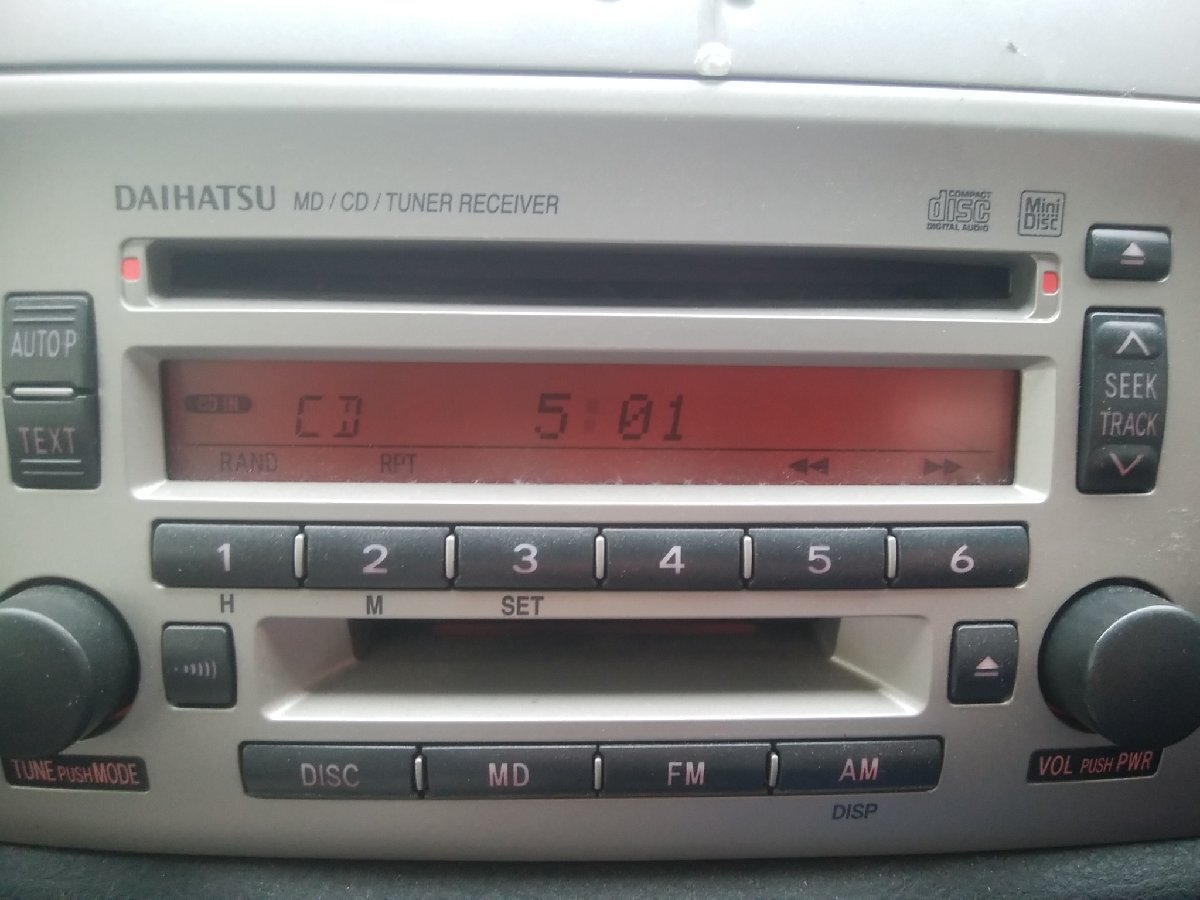 DAIHATSU MD / CD / TUNER RECEIVER
COMPACT disc DIGITAL AUDIO
Mini Disc
AUTO·P
TEXT
SEEK
TRACK
CD IN CD 5:01
RAND RPT
1 2 3 4 5 6
H M SET
TUNE PUSH MODE
DISC MD FM AM
DISP
VOL PUSH PWR